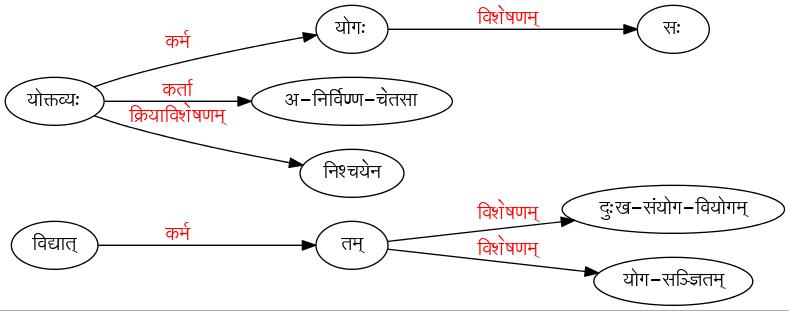 विशेषणम्
योगः
सः
कर्म
कर्ता
योक्तव्यः
अ-निर्विण्ण-चेतसा
क्रियाविशेषणम्
निश्चयेन
विशेषणम्
दुःख-संयोग-वियोगम्
कर्म
विद्यात्
तम्
विशेषणम्
योग-सञ्ज्ञितम्